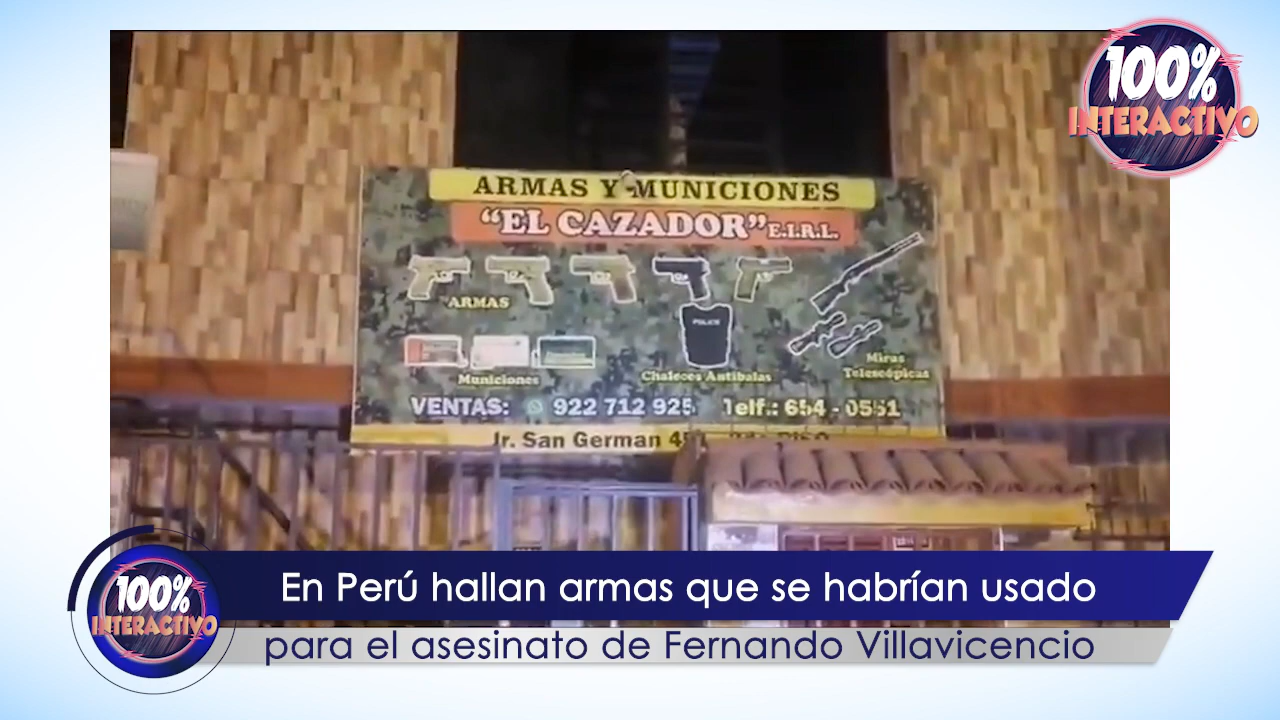 100%
INTERACTIVO
ARMAS Y MUNICIONES
"EL CAZADOR" E.I.R.L.
ARMAS
POLICE
Municiones
Chalecos Antibalas
Miras
Telescópicas
VENTAS: 922 712 925 Telf.: 654 - 0551
Jr. San German
100%
INTERACTIVO
En Perú hallan armas que se habrían usado
para el asesinato de Fernando Villavicencio